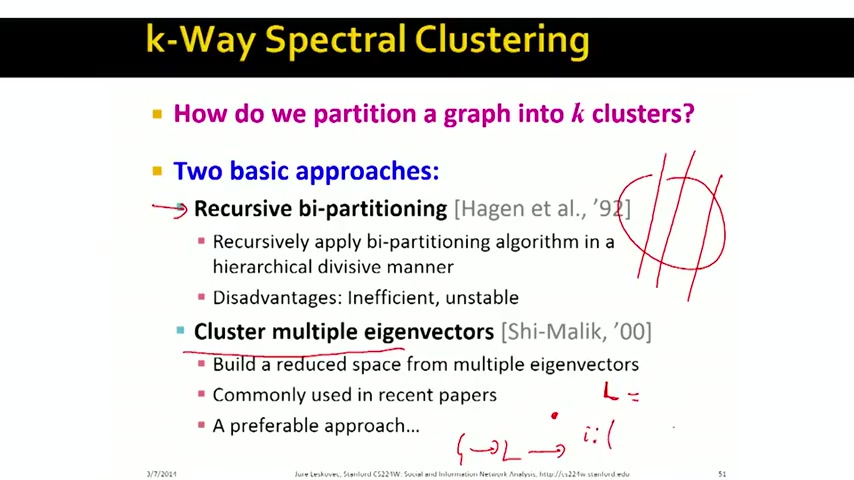 k-Way Spectral Clustering
How do we partition a graph into k clusters?
Two basic approaches:
Recursive bi-partitioning [Hagen et al., ’92]
Recursively apply bi-partitioning algorithm in a
hierarchical divisive manner
Disadvantages: Inefficient, unstable
Cluster multiple eigenvectors [Shi-Malik, ’00]
Build a reduced space from multiple eigenvectors
Commonly used in recent papers
L =
A preferable approach…
G → L → i: (
3/7/2014
Jure Leskovec, Stanford CS224W: Social and Information Network Analysis, http://cs224w.stanford.edu
51